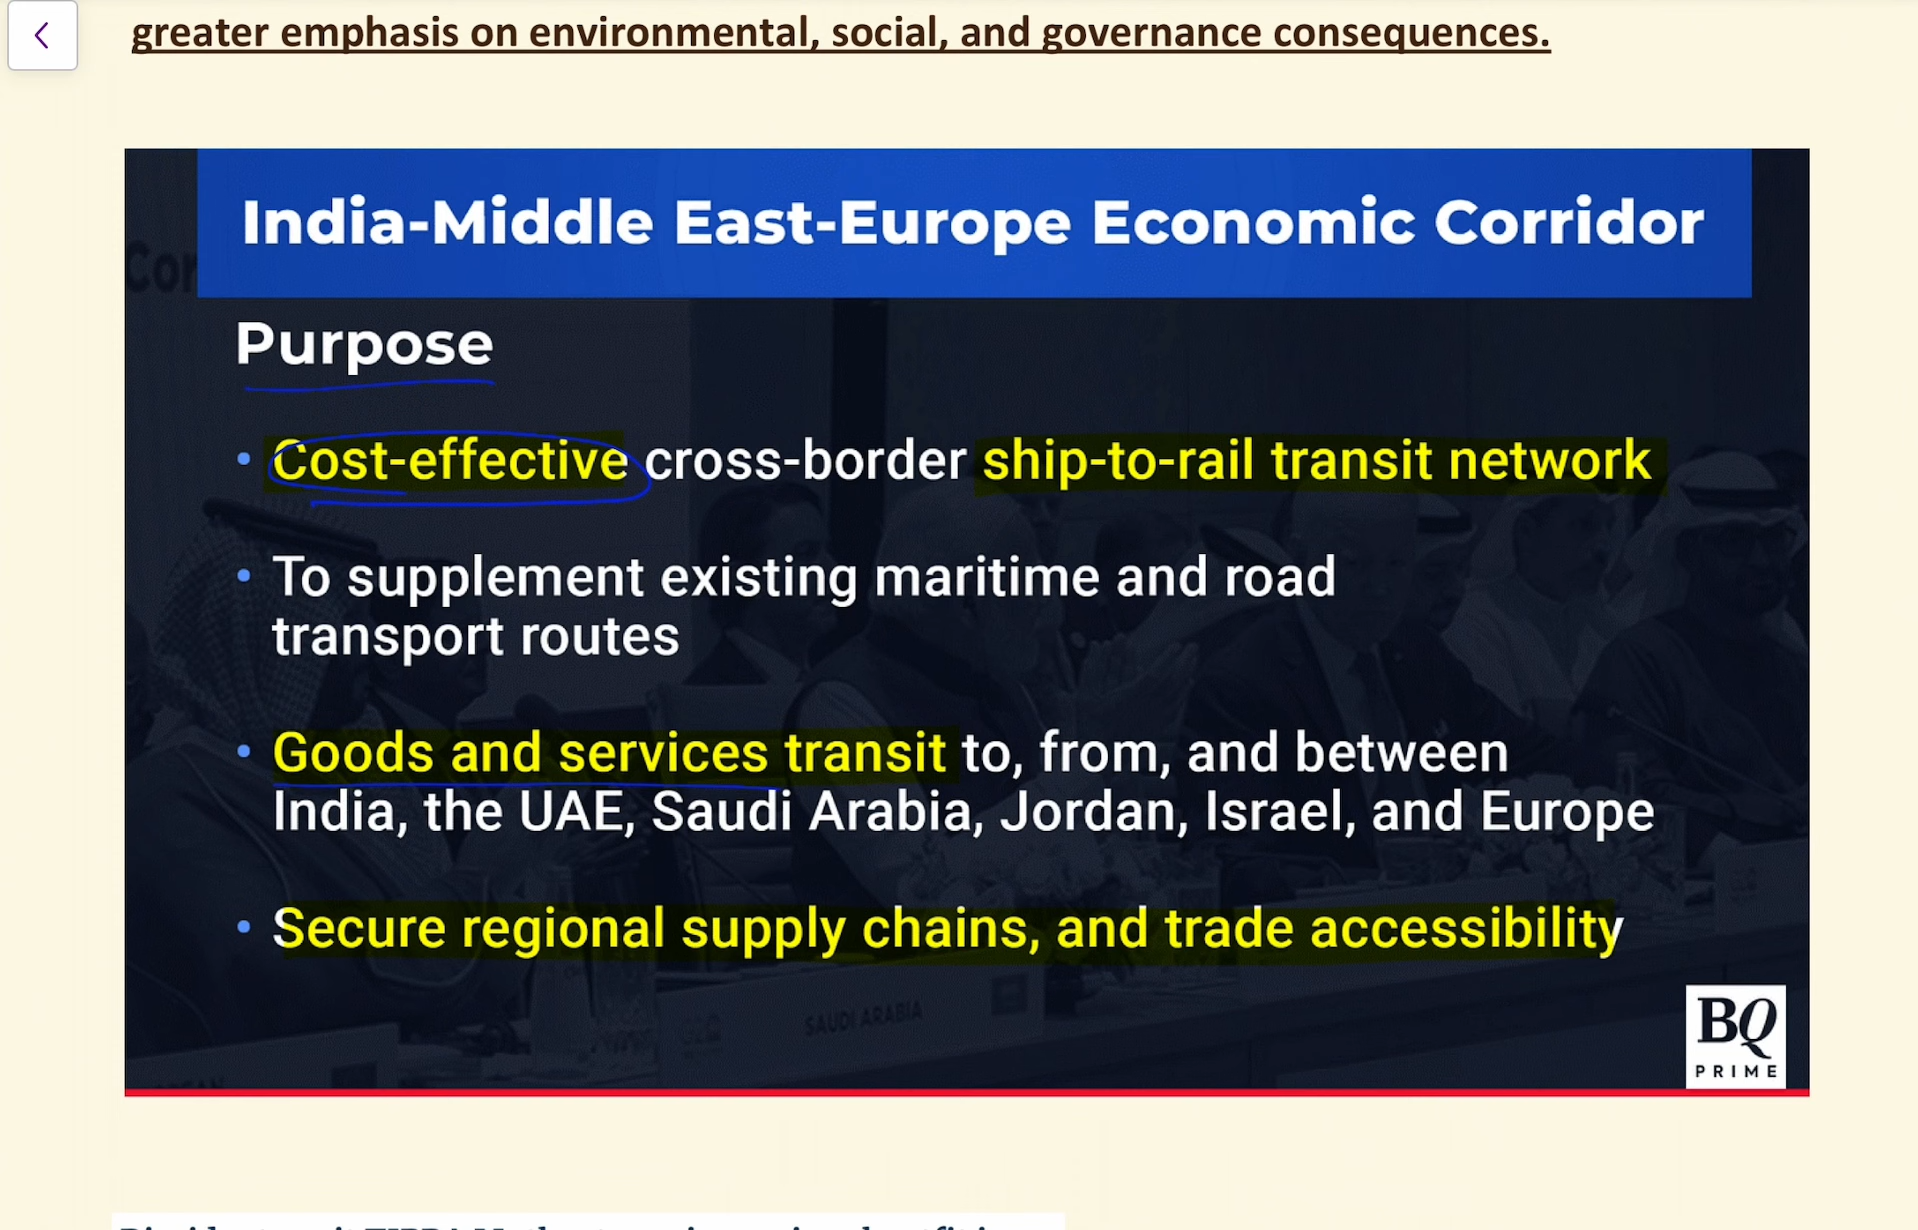 greater emphasis on environmental, social, and governance consequences.
India-Middle East-Europe Economic Corridor
Cor
Purpose
• Cost-effective cross-border ship-to-rail transit network
• To supplement existing maritime and road
transport routes
• Goods and services transit to, from, and between
India, the UAE, Saudi Arabia, Jordan, Israel, and Europe
• Secure regional supply chains, and trade accessibility
SAUDI ARABIA
BQ
PRIME